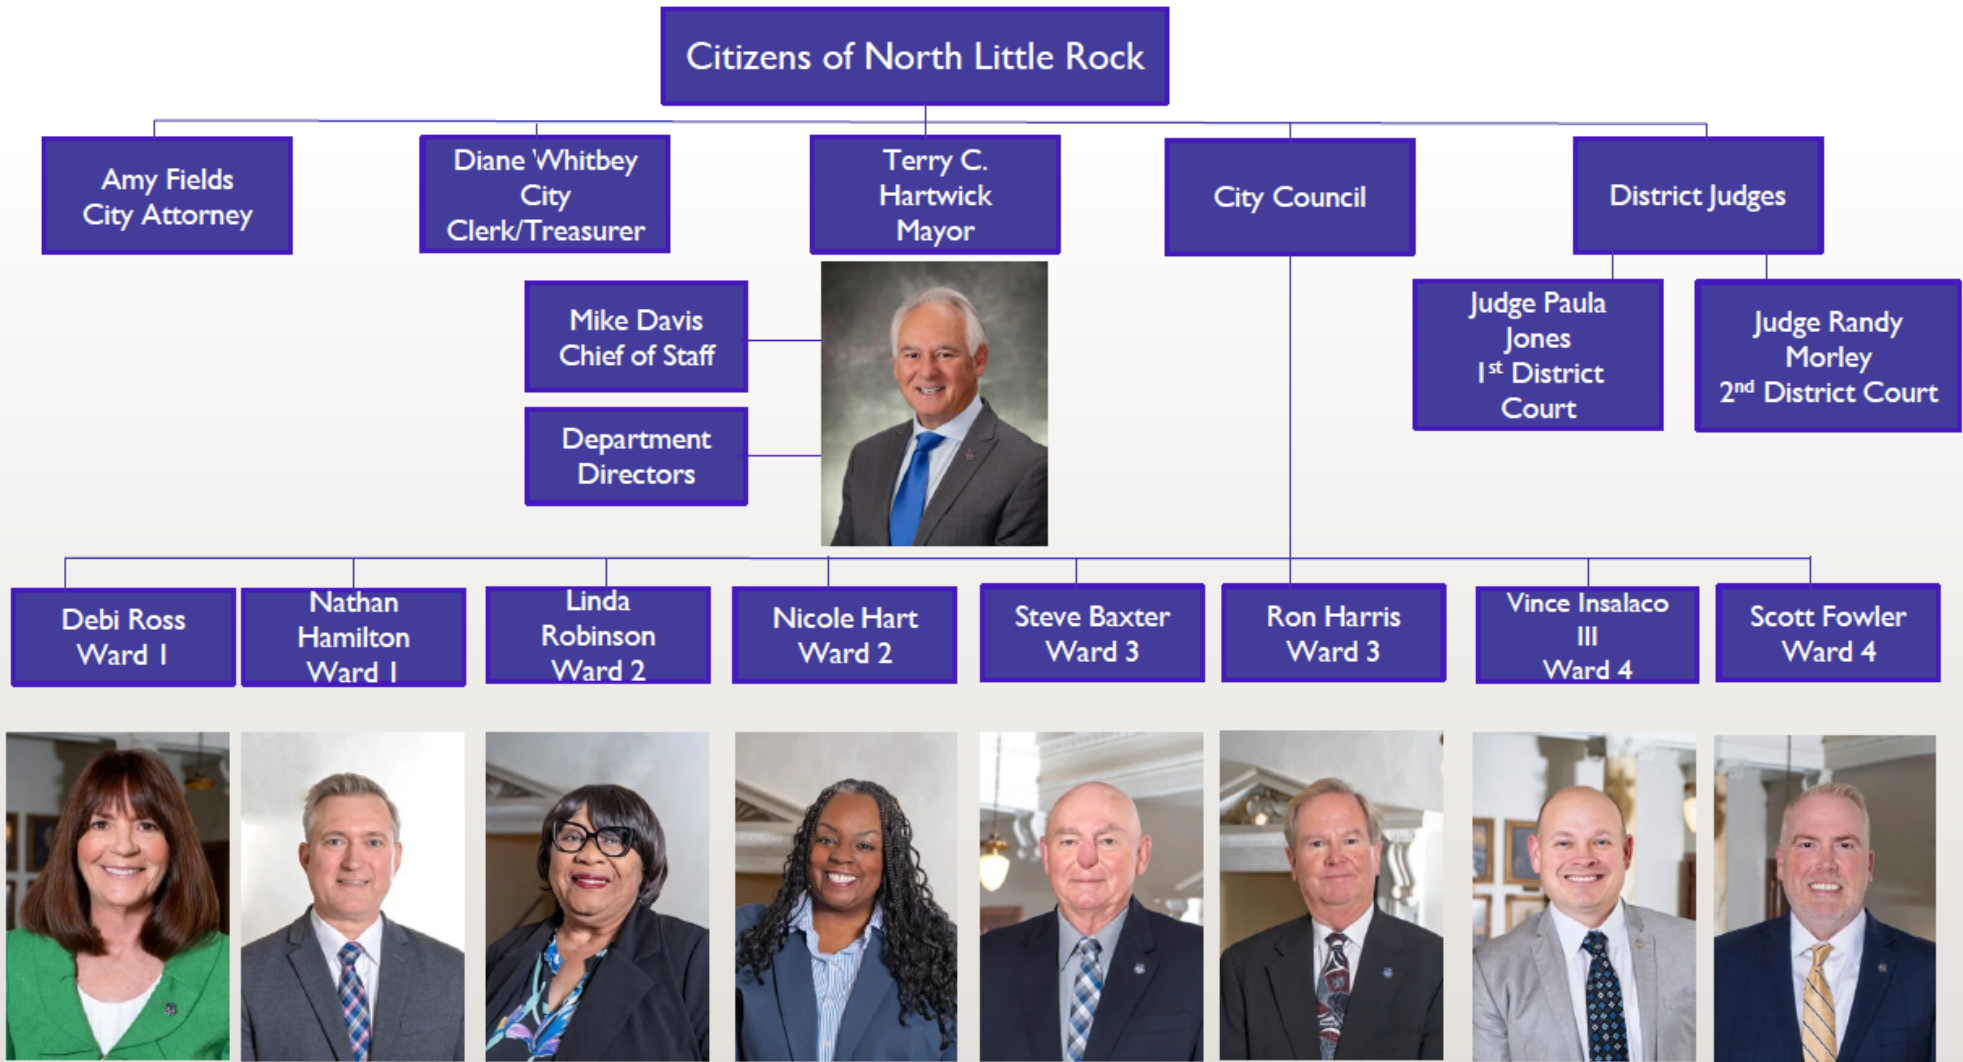 Citizens of North Little Rock
Amy Fields
City Attorney
Diane Whitbey
City
Clerk/Treasurer
Terry C.
Hartwick
Mayor
City Council
District Judges
Mike Davis
Chief of Staff
Department
Directors
Judge Paula
Jones
1st District
Court
Judge Randy
Morley
2nd District Court
Debi Ross
Ward 1
Nathan
Hamilton
Ward 1
Linda
Robinson
Ward 2
Nicole Hart
Ward 2
Steve Baxter
Ward 3
Ron Harris
Ward 3
Vince Insalaco
III
Ward 4
Scott Fowler
Ward 4